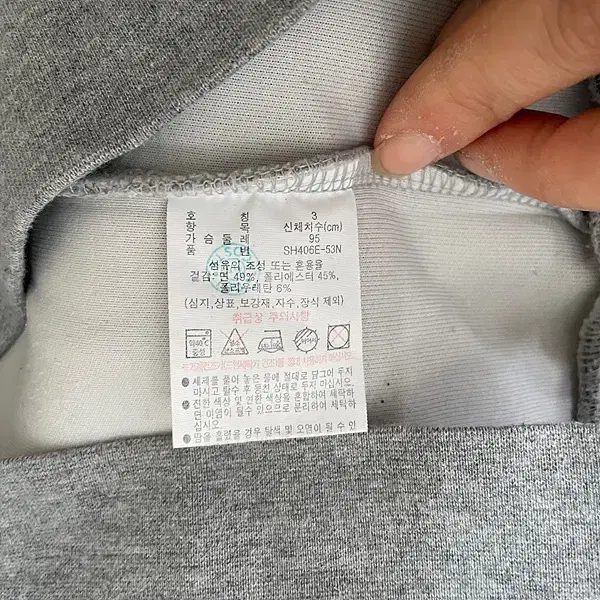 호 칭 3
항 목 신체치수(cm)
가 슴 둘 레 95
품 번 SH406E-53N
섬유의 조성 또는 혼용율
겉감:면 49%, 폴리에스터 45%,
폴리우레탄 6%
(심지,상표,보강재,자수,장식 제외)
취급상 주의사항
약40℃
중성
● 세제를 풀어 놓은 물에 절대로 담그어 두지
마시고 탈수 후 뭉친 상태로 두지 마십시오.
● 진한 색상 및 연한 색상을 혼합하여 세탁하
면 이염이 될수 있으므로 분리하여 세탁하
십시오.
● 땀을 흘렸을 경우 탈색 및 오염이 될 수 있